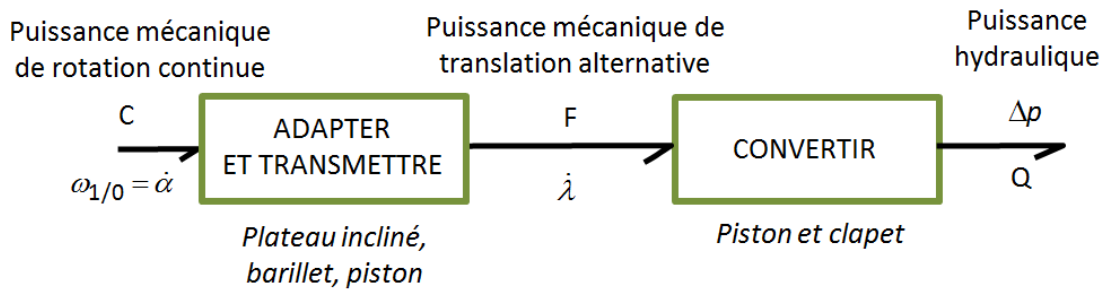 Puissance mécanique
de rotation continue
Puissance mécanique de
translation alternative
Puissance
hydraulique
C
ω1/0 = α̇
ADAPTER
ET TRANSMETTRE
F
λ̇
CONVERTIR
Δp
Q
Plateau incliné,
barillet, piston
Piston et clapet